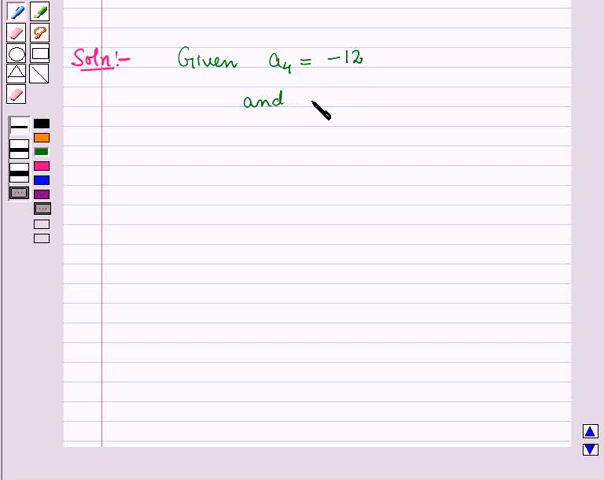 Soln:- Given a₄ = -12
and